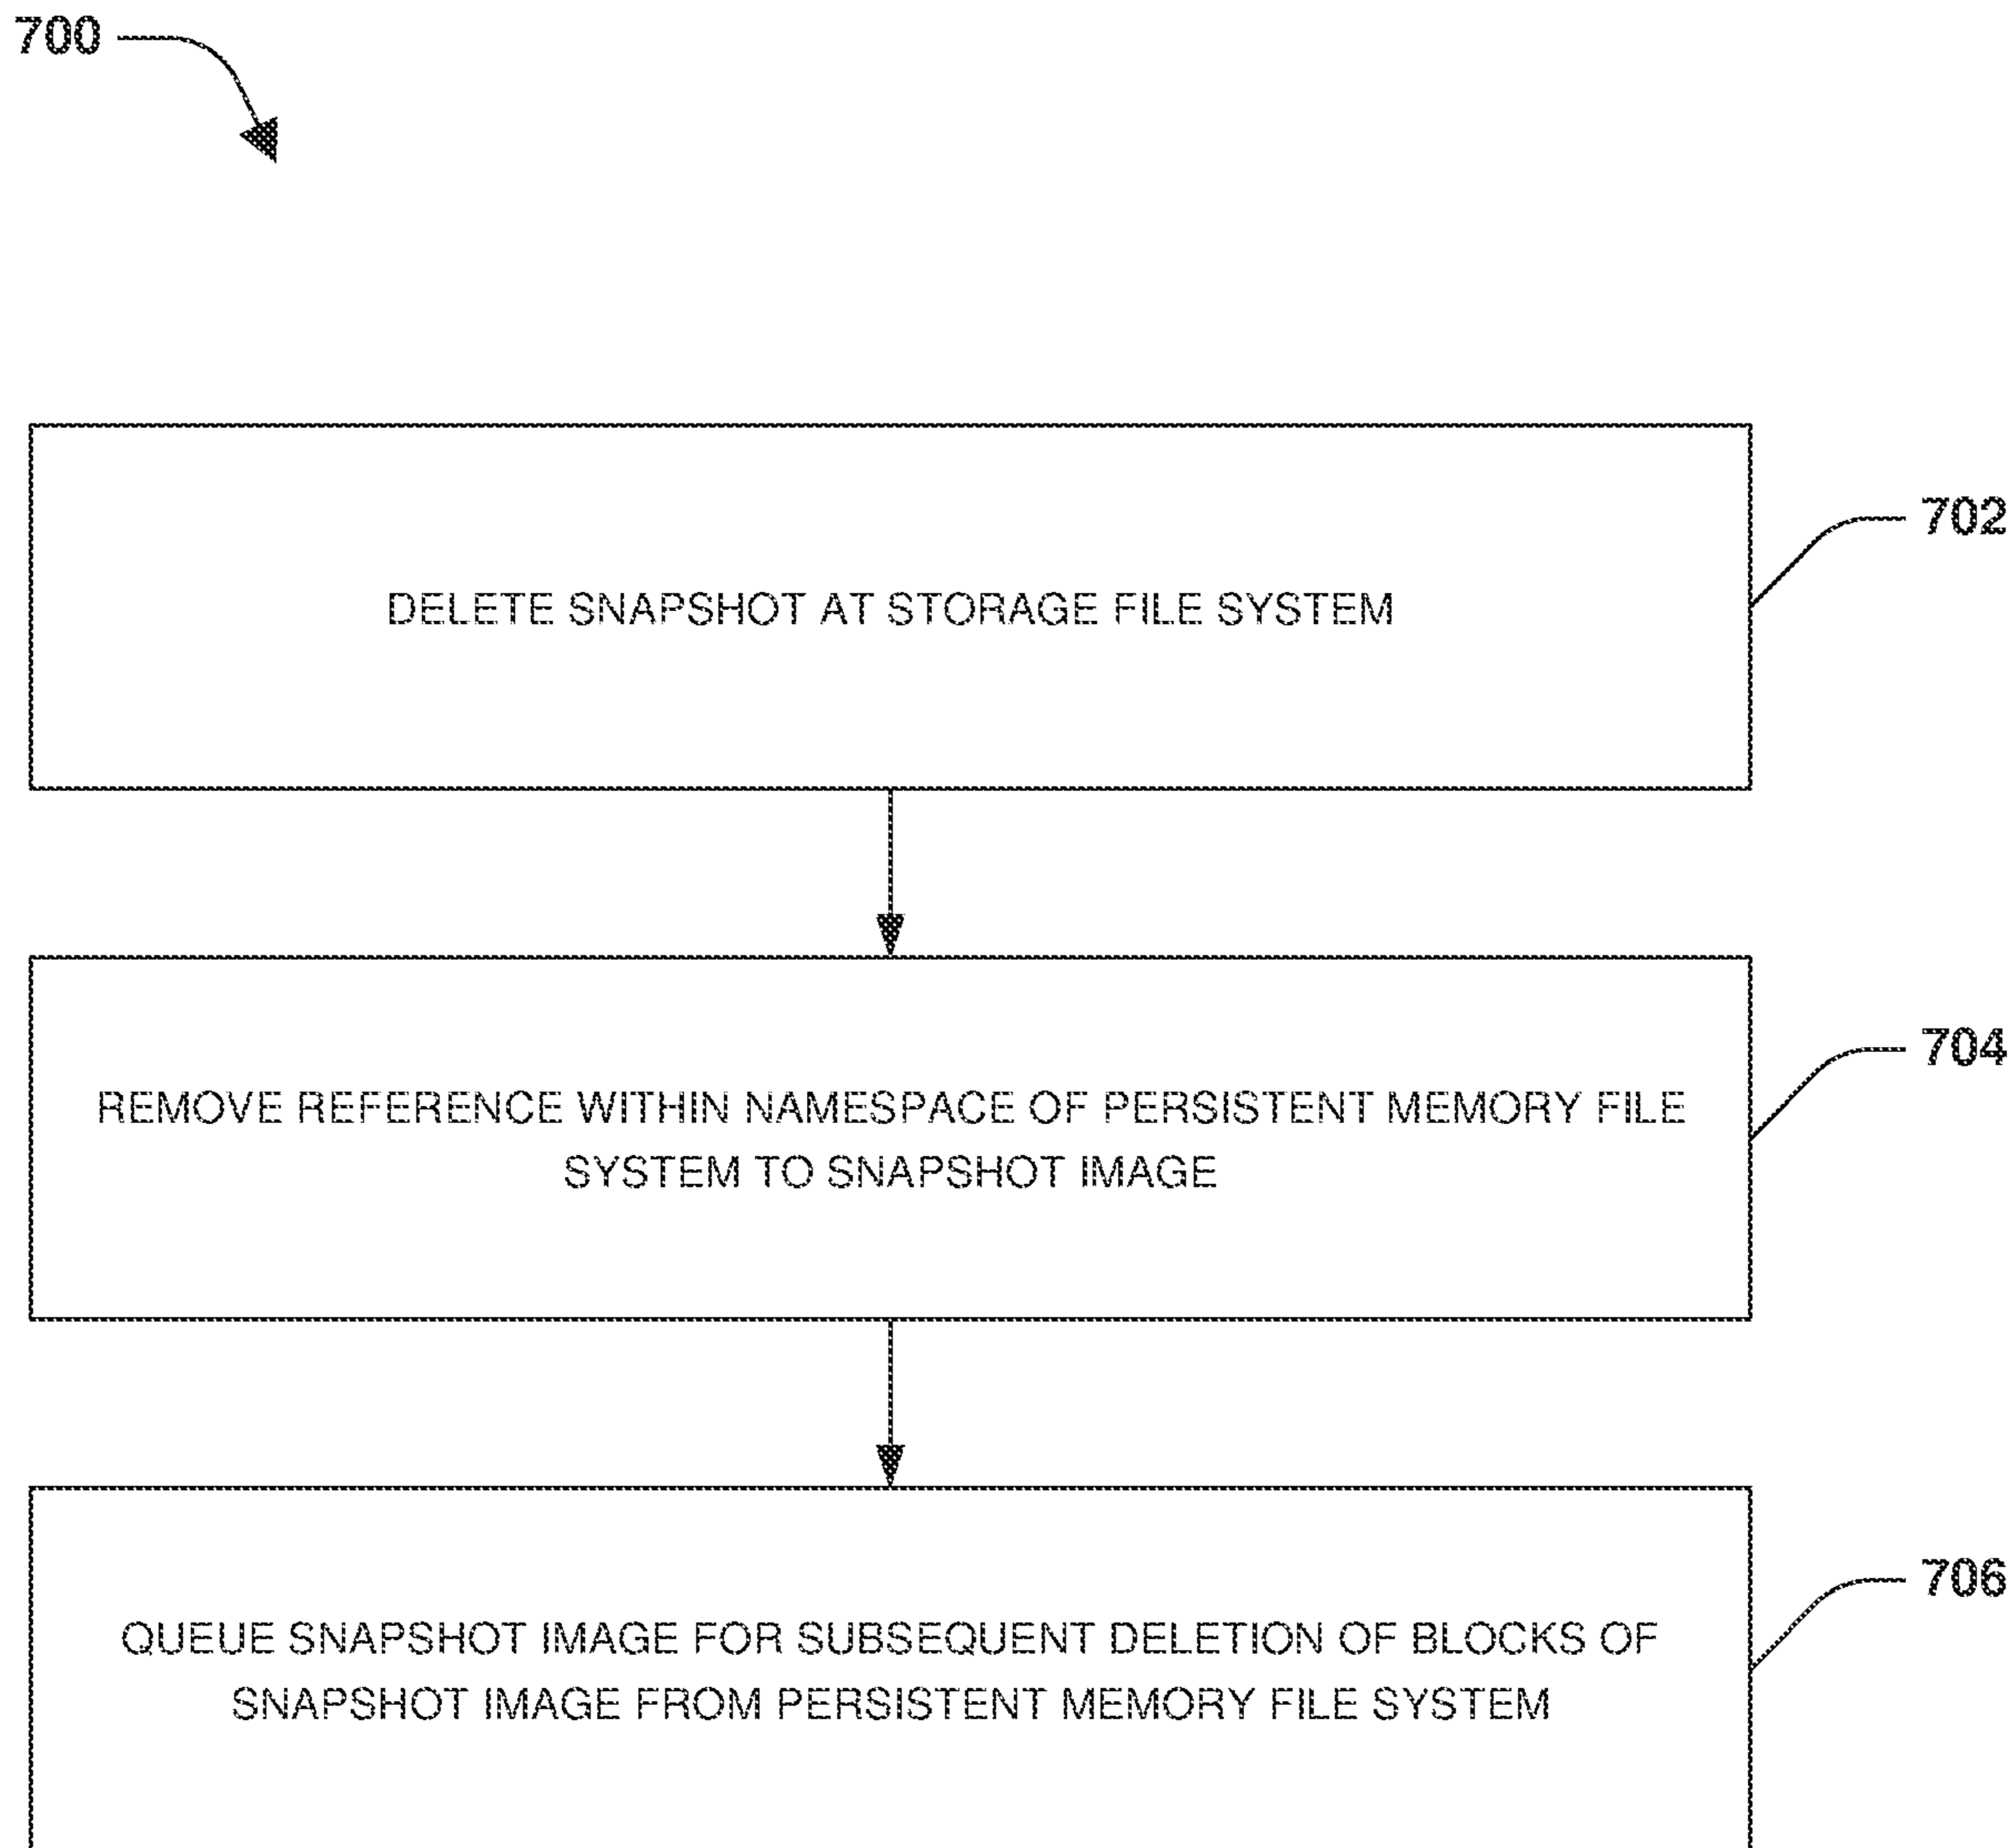 700
DELETE SNAPSHOT AT STORAGE FILE SYSTEM
702
REMOVE REFERENCE WITHIN NAMESPACE OF PERSISTENT MEMORY FILE
SYSTEM TO SNAPSHOT IMAGE
704
QUEUE SNAPSHOT IMAGE FOR SUBSEQUENT DELETION OF BLOCKS OF
SNAPSHOT IMAGE FROM PERSISTENT MEMORY FILE SYSTEM
706